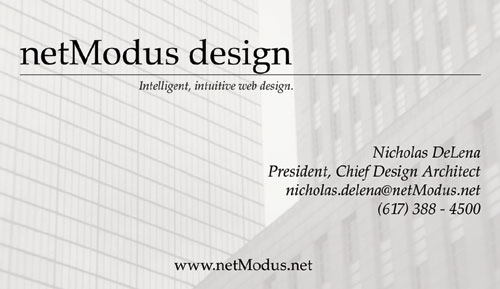 netModus design
Intelligent, intuitive web design.
Nicholas DeLena
President, Chief Design Architect
nicholas.delena@netModus.net
(617) 388 - 4500
www.netModus.net